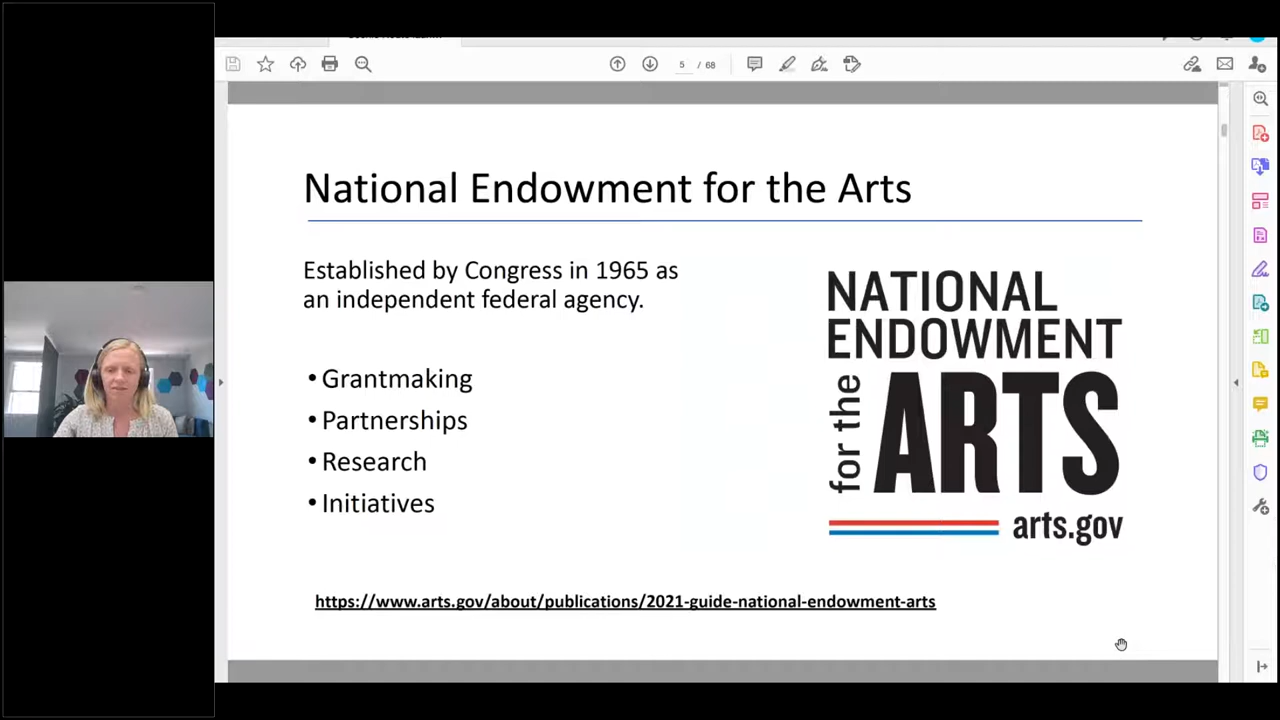 5 / 68
National Endowment for the Arts
Established by Congress in 1965 as
an independent federal agency.
• Grantmaking
• Partnerships
• Research
• Initiatives
NATIONAL
ENDOWMENT
for the ARTS
arts.gov
https://www.arts.gov/about/publications/2021-guide-national-endowment-arts